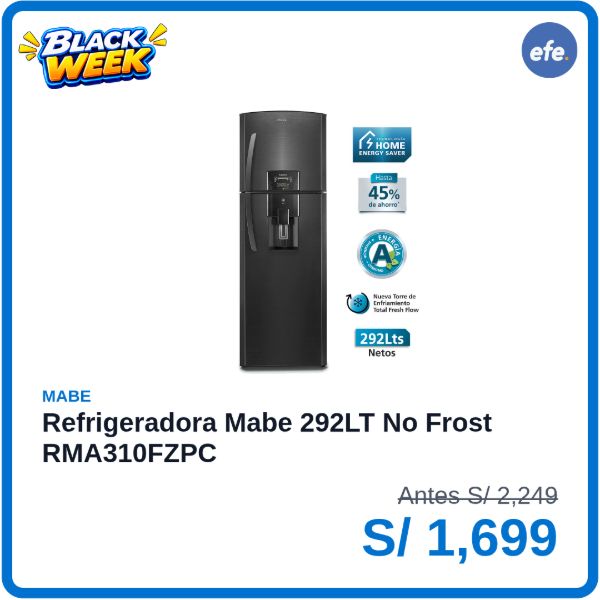 BLACK
WEEK
efe.
HOME
ENERGY SAVER
Hasta
45%
de ahorro*
ENERGÍA
A
Nueva Torre de
Enfriamiento
Total Fresh Flow
292Lts
Netos
MABE
Refrigeradora Mabe 292LT No Frost
RMA310FZPC
Antes S/ 2,249
S/ 1,699